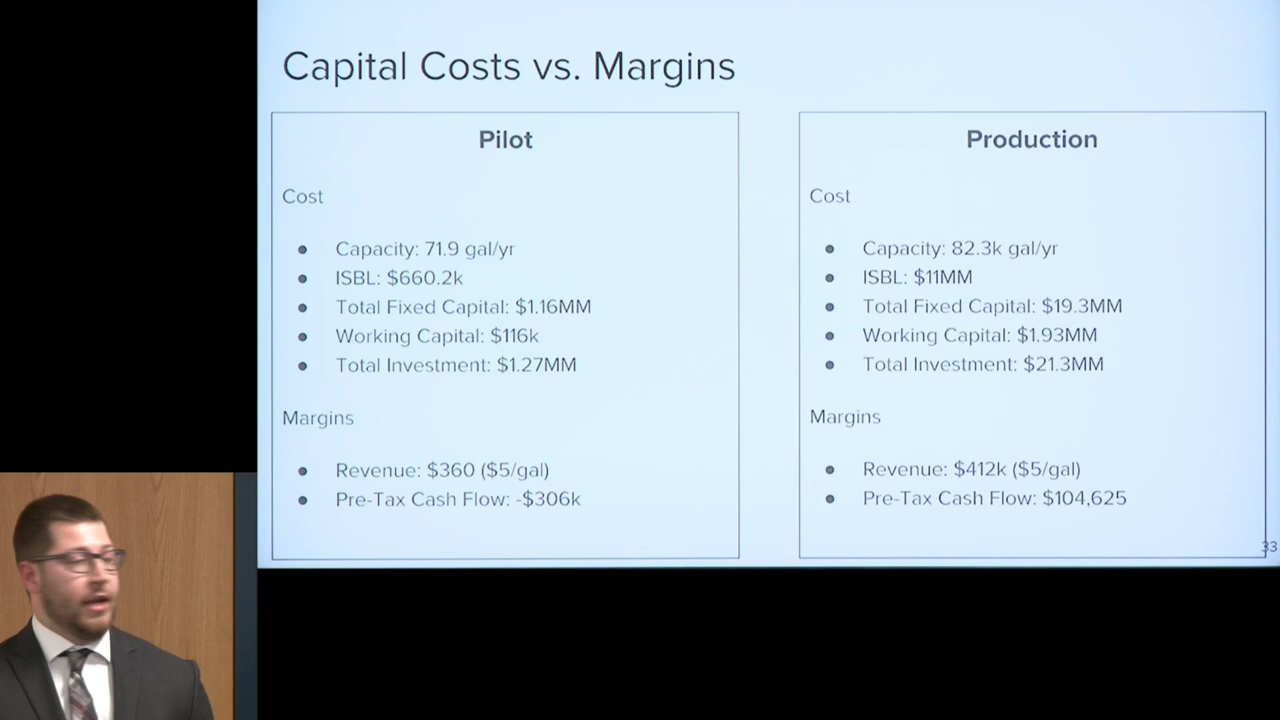 Capital Costs vs. Margins
Pilot
Cost
Capacity: 71.9 gal/yr
ISBL: $660.2k
Total Fixed Capital: $1.16MM
Working Capital: $116k
Total Investment: $1.27MM
Margins
Revenue: $360 ($5/gal)
Pre-Tax Cash Flow: -$306k
Production
Cost
Capacity: 82.3k gal/yr
ISBL: $11MM
Total Fixed Capital: $19.3MM
Working Capital: $1.93MM
Total Investment: $21.3MM
Margins
Revenue: $412k ($5/gal)
Pre-Tax Cash Flow: $104,625
33